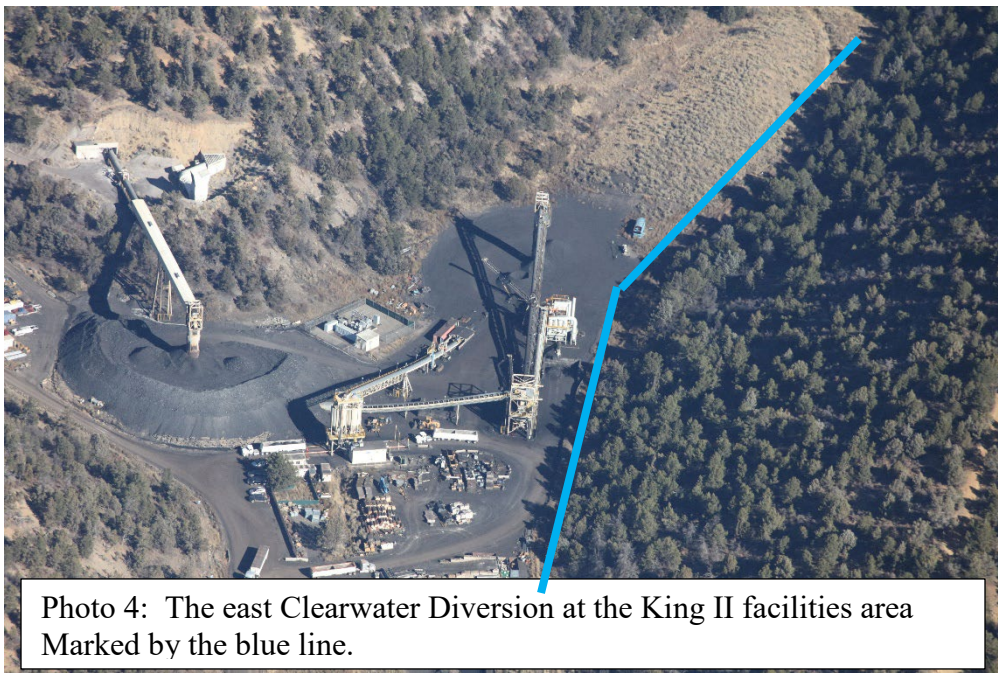 Photo 4:  The east Clearwater Diversion at the King II facilities area
Marked by the blue line.